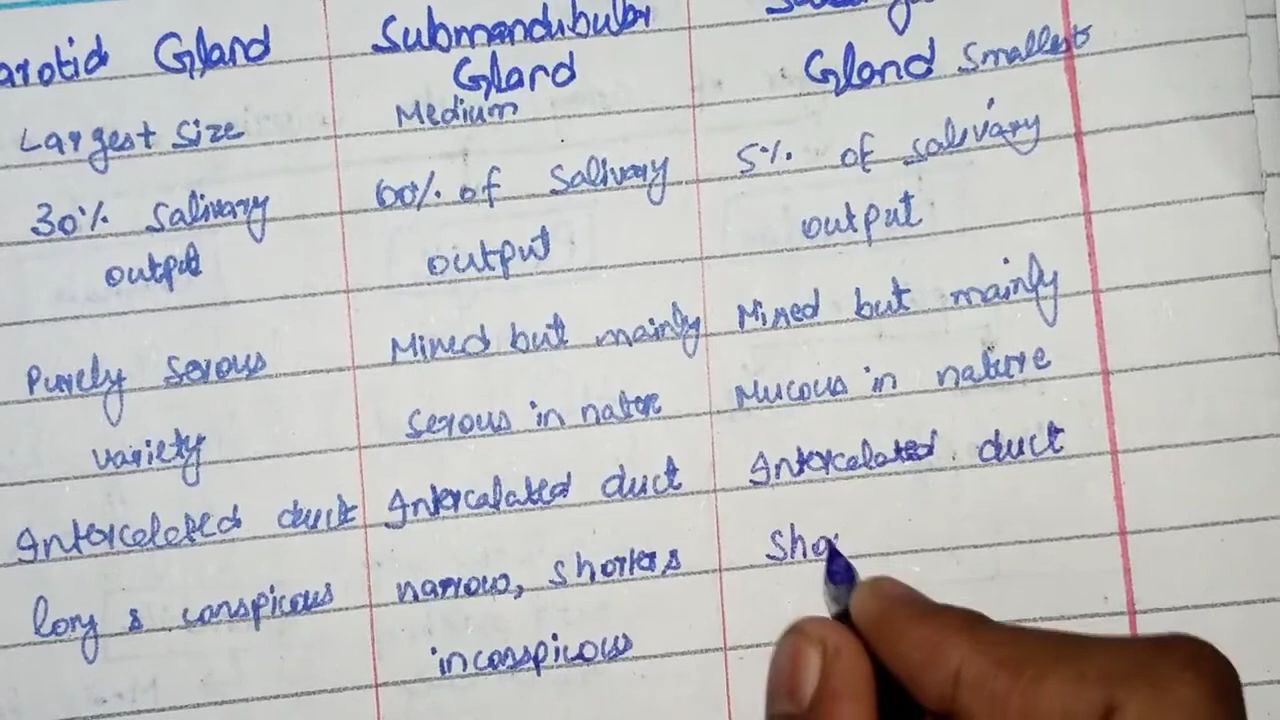 arotid Gland
Largest Size
30% Salivary
output
Purely serous
variety
Intercelated duct
long & conspicous
Submandibular
Gland
Medium
60% of Salivary
output
Mixed but mainly
serous in nature
Intercalated duct
narrow, shorter &
inconspicous
Gland Smallest
5% of salivary
output
Mixed but mainly
Mucous in nature
Intercelated duct
Sho